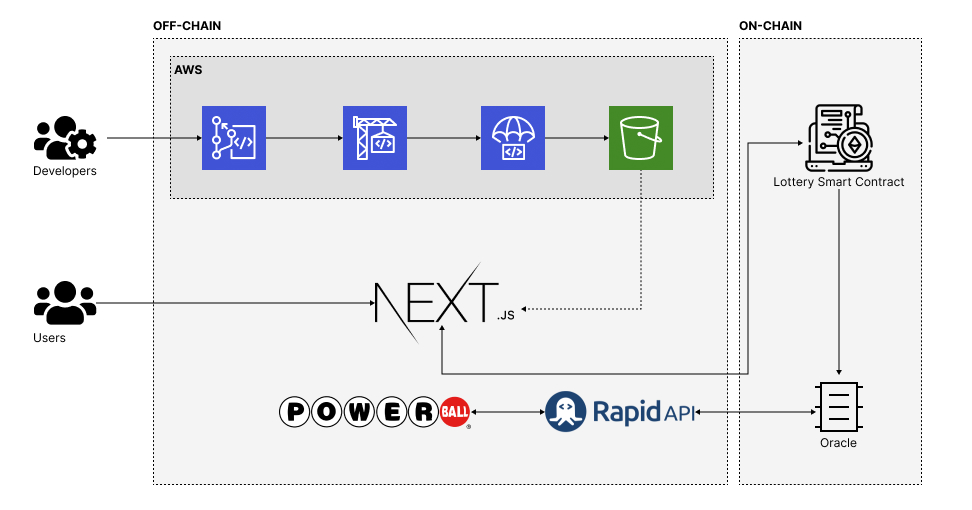 OFF-CHAIN
ON-CHAIN
AWS
</>
</>
</>
Developers
Lottery Smart Contract
Users
NEXT.JS
POWERBALL®
RapidAPI
Oracle